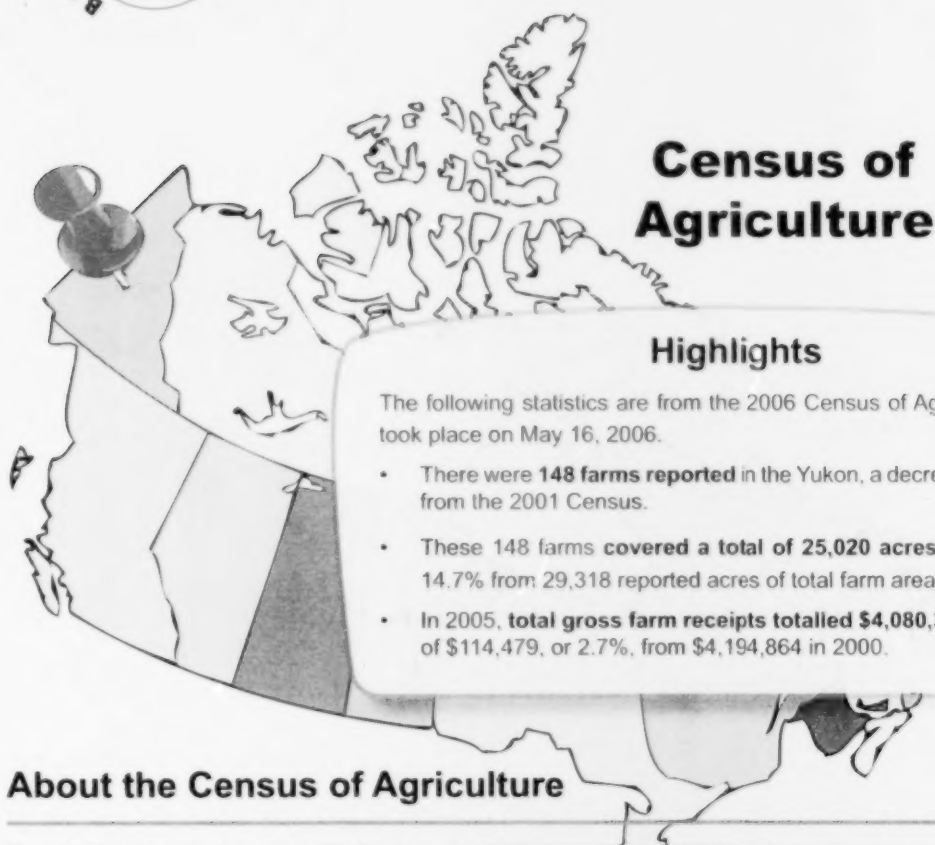 Census of
Agriculture
Highlights
The following statistics are from the 2006 Census of Ag
took place on May 16, 2006.
• There were 148 farms reported in the Yukon, a decre
from the 2001 Census.
• These 148 farms covered a total of 25,020 acres
14.7% from 29,318 reported acres of total farm area
• In 2005, total gross farm receipts totalled $4,080,
of $114,479, or 2.7%, from $4,194,864 in 2000.
About the Census of Agriculture